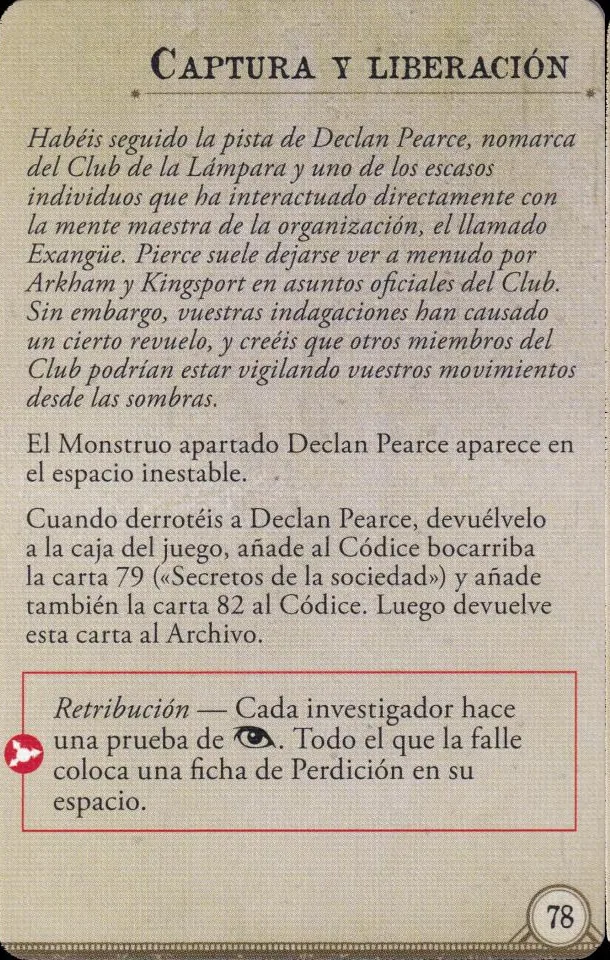 Captura y liberación
Habéis seguido la pista de Declan Pearce, nomarca
del Club de la Lámpara y uno de los escasos
individuos que ha interactuado directamente con
la mente maestra de la organización, el llamado
Exangüe. Pierce suele dejarse ver a menudo por
Arkham y Kingsport en asuntos oficiales del Club.
Sin embargo, vuestras indagaciones han causado
un cierto revuelo, y creéis que otros miembros del
Club podrían estar vigilando vuestros movimientos
desde las sombras.
El Monstruo apartado Declan Pearce aparece en
el espacio inestable.
Cuando derrotéis a Declan Pearce, devuélvelo
a la caja del juego, añade al Códice bocarriba
la carta 79 («Secretos de la sociedad») y añade
también la carta 82 al Códice. Luego devuelve
esta carta al Archivo.
Retribución — Cada investigador hace
una prueba de . Todo el que la falle
coloca una ficha de Perdición en su
espacio.
78